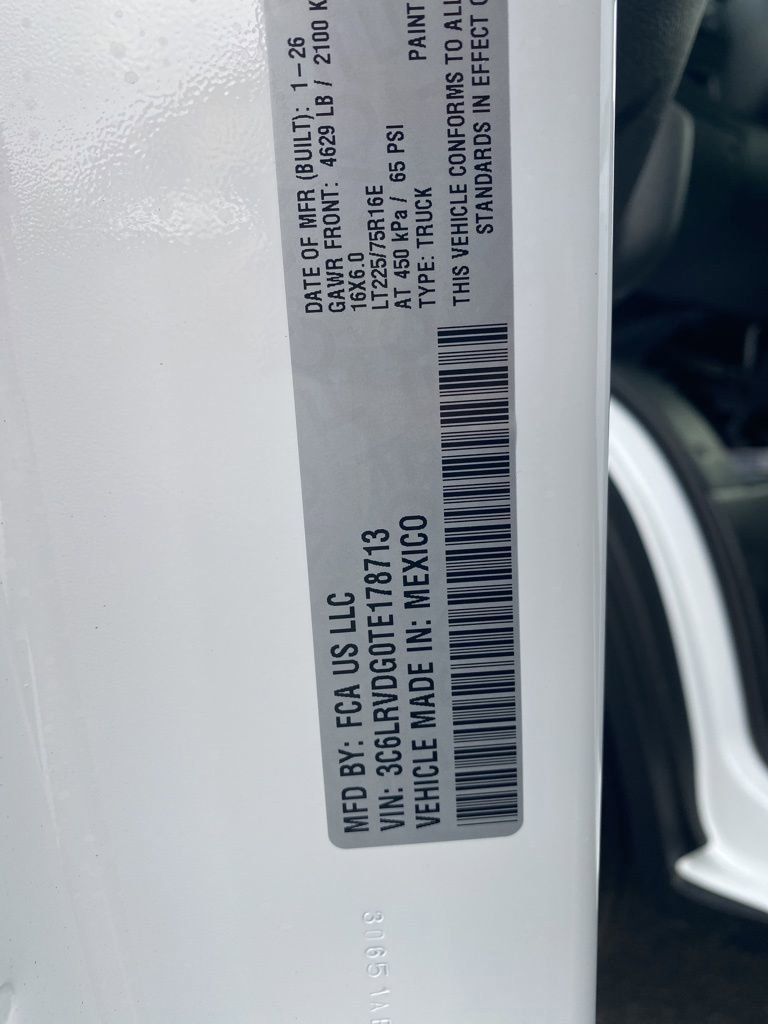 MFD BY: FCA US LLC
VIN: 3C6LRVDG0TE178713
VEHICLE MADE IN: MEXICO
DATE OF MFR (BUILT): 1-26
GAWR FRONT: 4629 LB / 2100 K
16X6.0
LT225/75R16E
AT 450 kPa / 65 PSI
TYPE: TRUCK PAINT
THIS VEHICLE CONFORMS TO ALL
STANDARDS IN EFFECT O
30651A